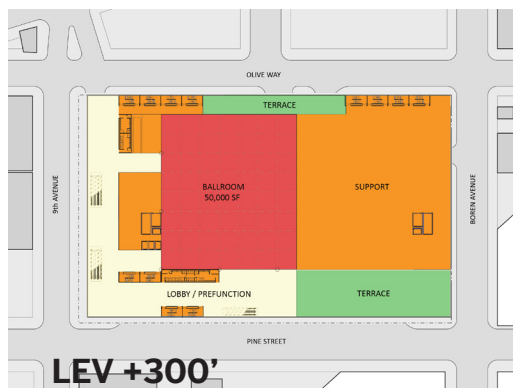 OLIVE WAY
TERRACE
9th AVENUE
BALLROOM
50,000 SF
SUPPORT
BOREN AVENUE
LOBBY / PREFUNCTION
TERRACE
PINE STREET
LEV +300’